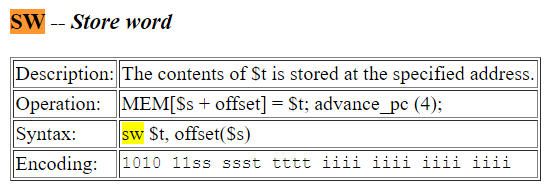 SW -- Store word
Description: The contents of $t is stored at the specified address.
Operation: MEM[$s + offset] = $t; advance_pc (4);
Syntax: sw $t, offset($s)
Encoding: 1010 11ss ssst tttt iiii iiii iiii iiii